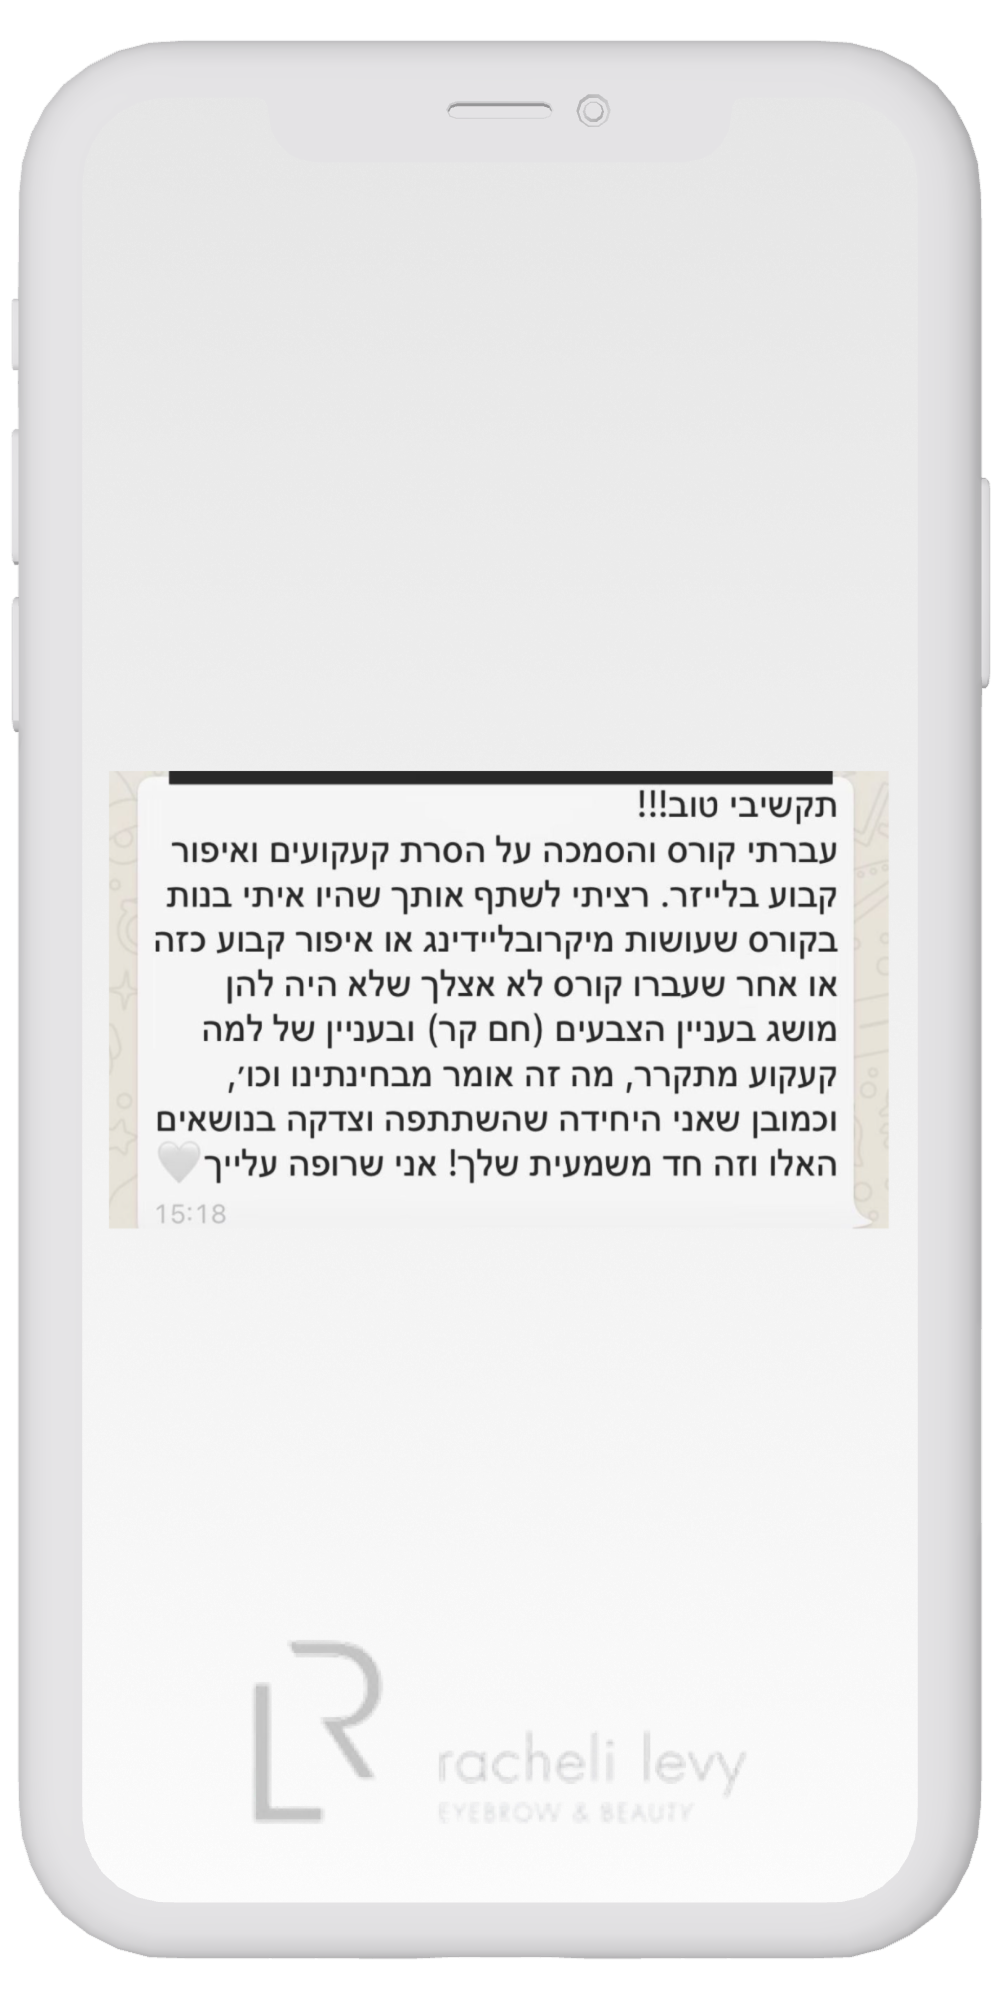 תקשיבי טוב!!!
עברתי קורס והסמכה על הסרת קעקועים ואיפור
קבוע בלייזר. רציתי לשתף אותך שהיו איתי בנות
בקורס שעושות מיקרובליידינג או איפור קבוע כזה
או אחר שעברו קורס לא אצלך שלא היה להן
מושג בעניין הצבעים (חם קר) ובעניין של למה
קעקוע מתקרר, מה זה אומר מבחינתינו וכו׳,
וכמובן שאני היחידה שהשתתפה וצדקה בנושאים
האלו וזה חד משמעית שלך! אני שרופה עלייך🤍
15:18
LR
racheli levy
EYEBROW & BEAUTY